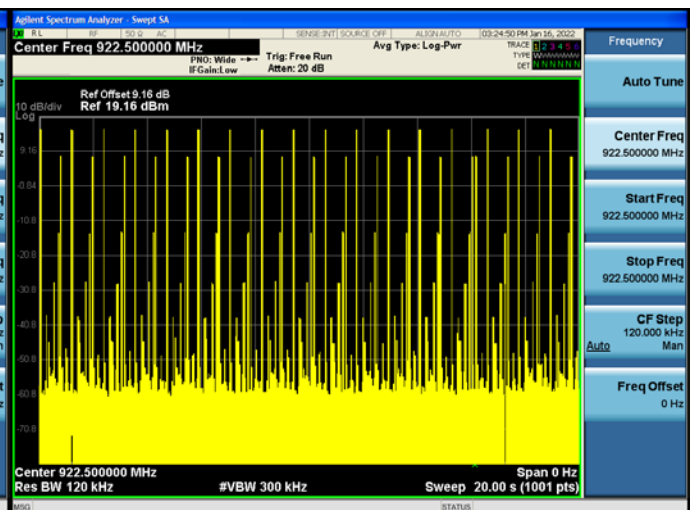 Agilent Spectrum Analyzer - Swept SA
RL RF 50 Ω AC SENSE:INT SOURCE OFF ALIGNAUTO 03:24:50 PM Jan 16, 2022
Center Freq 922.500000 MHz
Avg Type: Log-Pwr
TRACE 1 2 3 4 5 6
TYPE
DET N N N N N N
PNO: Wide
IFGain:Low
Trig: Free Run
Atten: 20 dB
Ref Offset 9.16 dB
10 dB/div Ref 19.16 dBm
Log
9.16
-0.84
-10.8
-20.8
-30.8
-40.8
-50.8
-60.8
-70.8
Center 922.500000 MHz
Span 0 Hz
Res BW 120 kHz
#VBW 300 kHz
Sweep 20.00 s (1001 pts)
MSG
STATUS
Frequency
Auto Tune
Center Freq
922.500000 MHz
Start Freq
922.500000 MHz
Stop Freq
922.500000 MHz
CF Step
120.000 kHz
Auto Man
Freq Offset
0 Hz